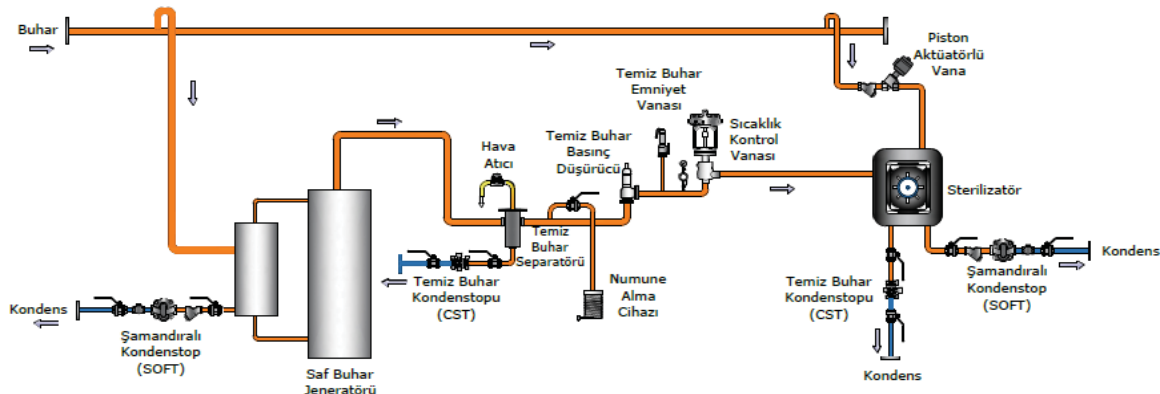 Buhar
Piston
Aktüatörlü
Vana
Temiz Buhar
Emniyet
Vanası
Sıcaklık
Kontrol
Vanası
Temiz Buhar
Basınç
Düşürücü
Hava
Atıcı
Sterilizatör
Temiz
Buhar
Separatörü
Temiz Buhar
Kondenstopu
(CST)
Numune
Alma
Cihazı
Kondens
Şamandıralı
Kondenstop
(SOFT)
Saf Buhar
Jeneratörü
Temiz Buhar
Kondenstopu
(CST)
Kondens
Şamandıralı
Kondenstop
(SOFT)
Kondens